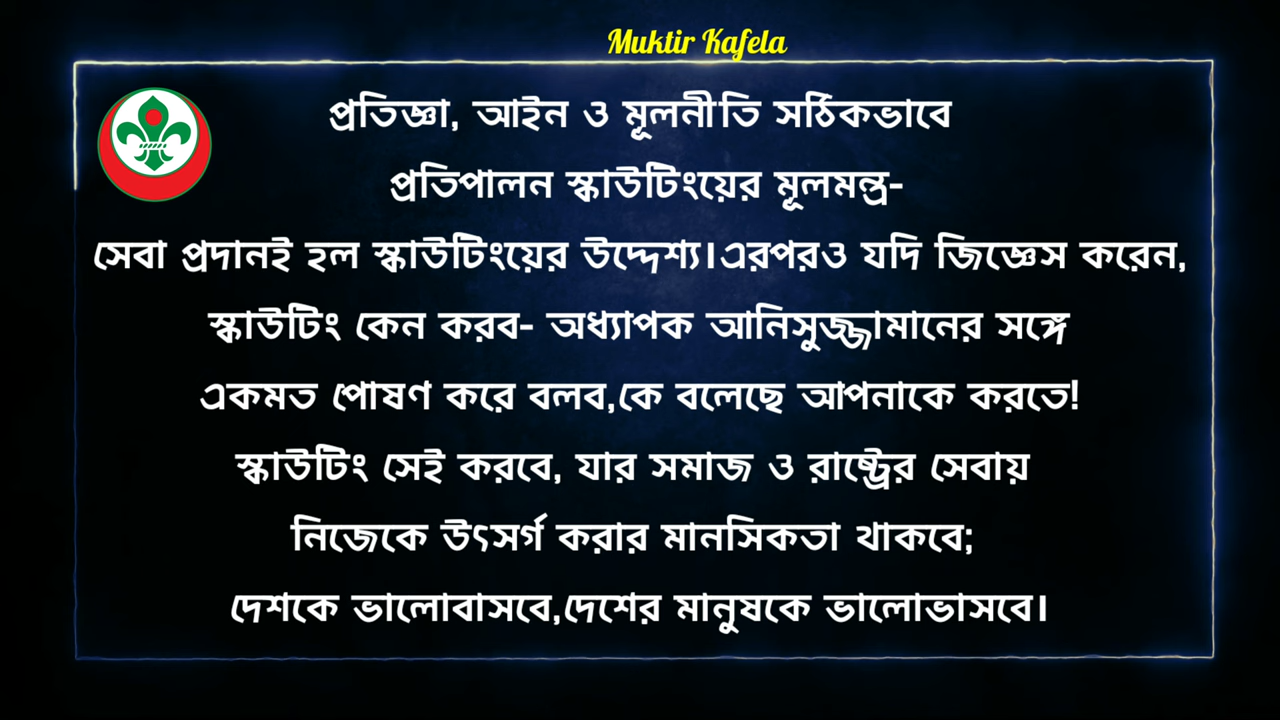 Muktir Kafela
প্রতিজ্ঞা, আইন ও মূলনীতি সঠিকভাবে
প্রতিপালন স্কাউটিংয়ের মূলমন্ত্র-
সেবা প্রদানই হল স্কাউটিংয়ের উদ্দেশ্য।এরপরও যদি জিজ্ঞেস করেন,
স্কাউটিং কেন করব- অধ্যাপক আনিসুজ্জামানের সঙ্গে
একমত পোষণ করে বলব,কে বলেছে আপনাকে করতে!
স্কাউটিং সেই করবে, যার সমাজ ও রাষ্ট্রের সেবায়
নিজেকে উৎসর্গ করার মানসিকতা থাকবে;
দেশকে ভালোবাসবে,দেশের মানুষকে ভালোভাসবে।